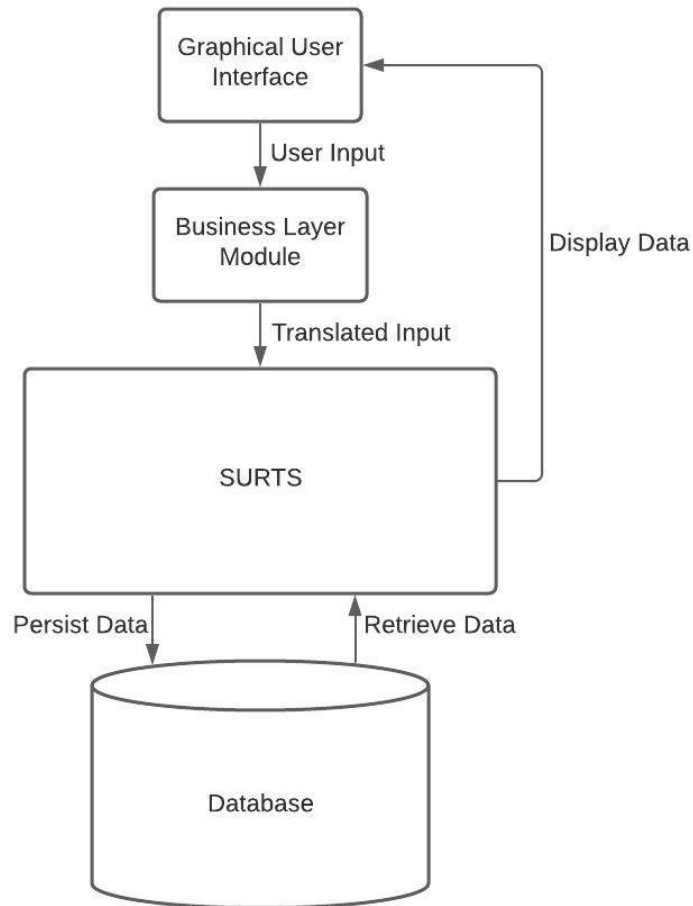 Graphical User
Interface
User Input
Business Layer
Module
Display Data
Translated Input
SURTS
Persist Data
Retrieve Data
Database